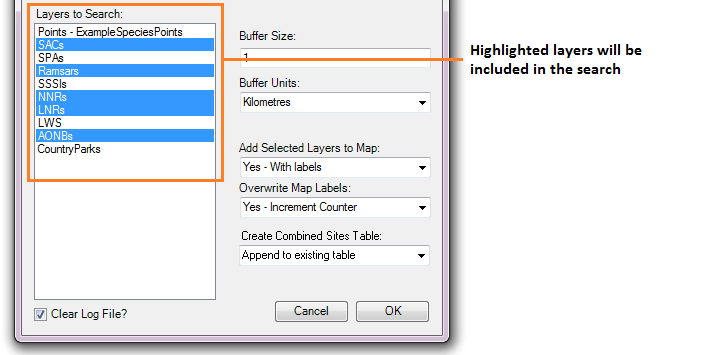 Layers to Search:
Points - ExampleSpeciesPoints
SACs
SPAs
Ramsars
SSSIs
NNRs
LNRs
LWS
AONBs
CountryParks
Buffer Size:
1
Buffer Units:
Kilometres
Add Selected Layers to Map:
Yes - With labels
Overwrite Map Labels:
Yes - Increment Counter
Create Combined Sites Table:
Append to existing table
Clear Log File?
Cancel
OK
Highlighted layers will be
included in the search